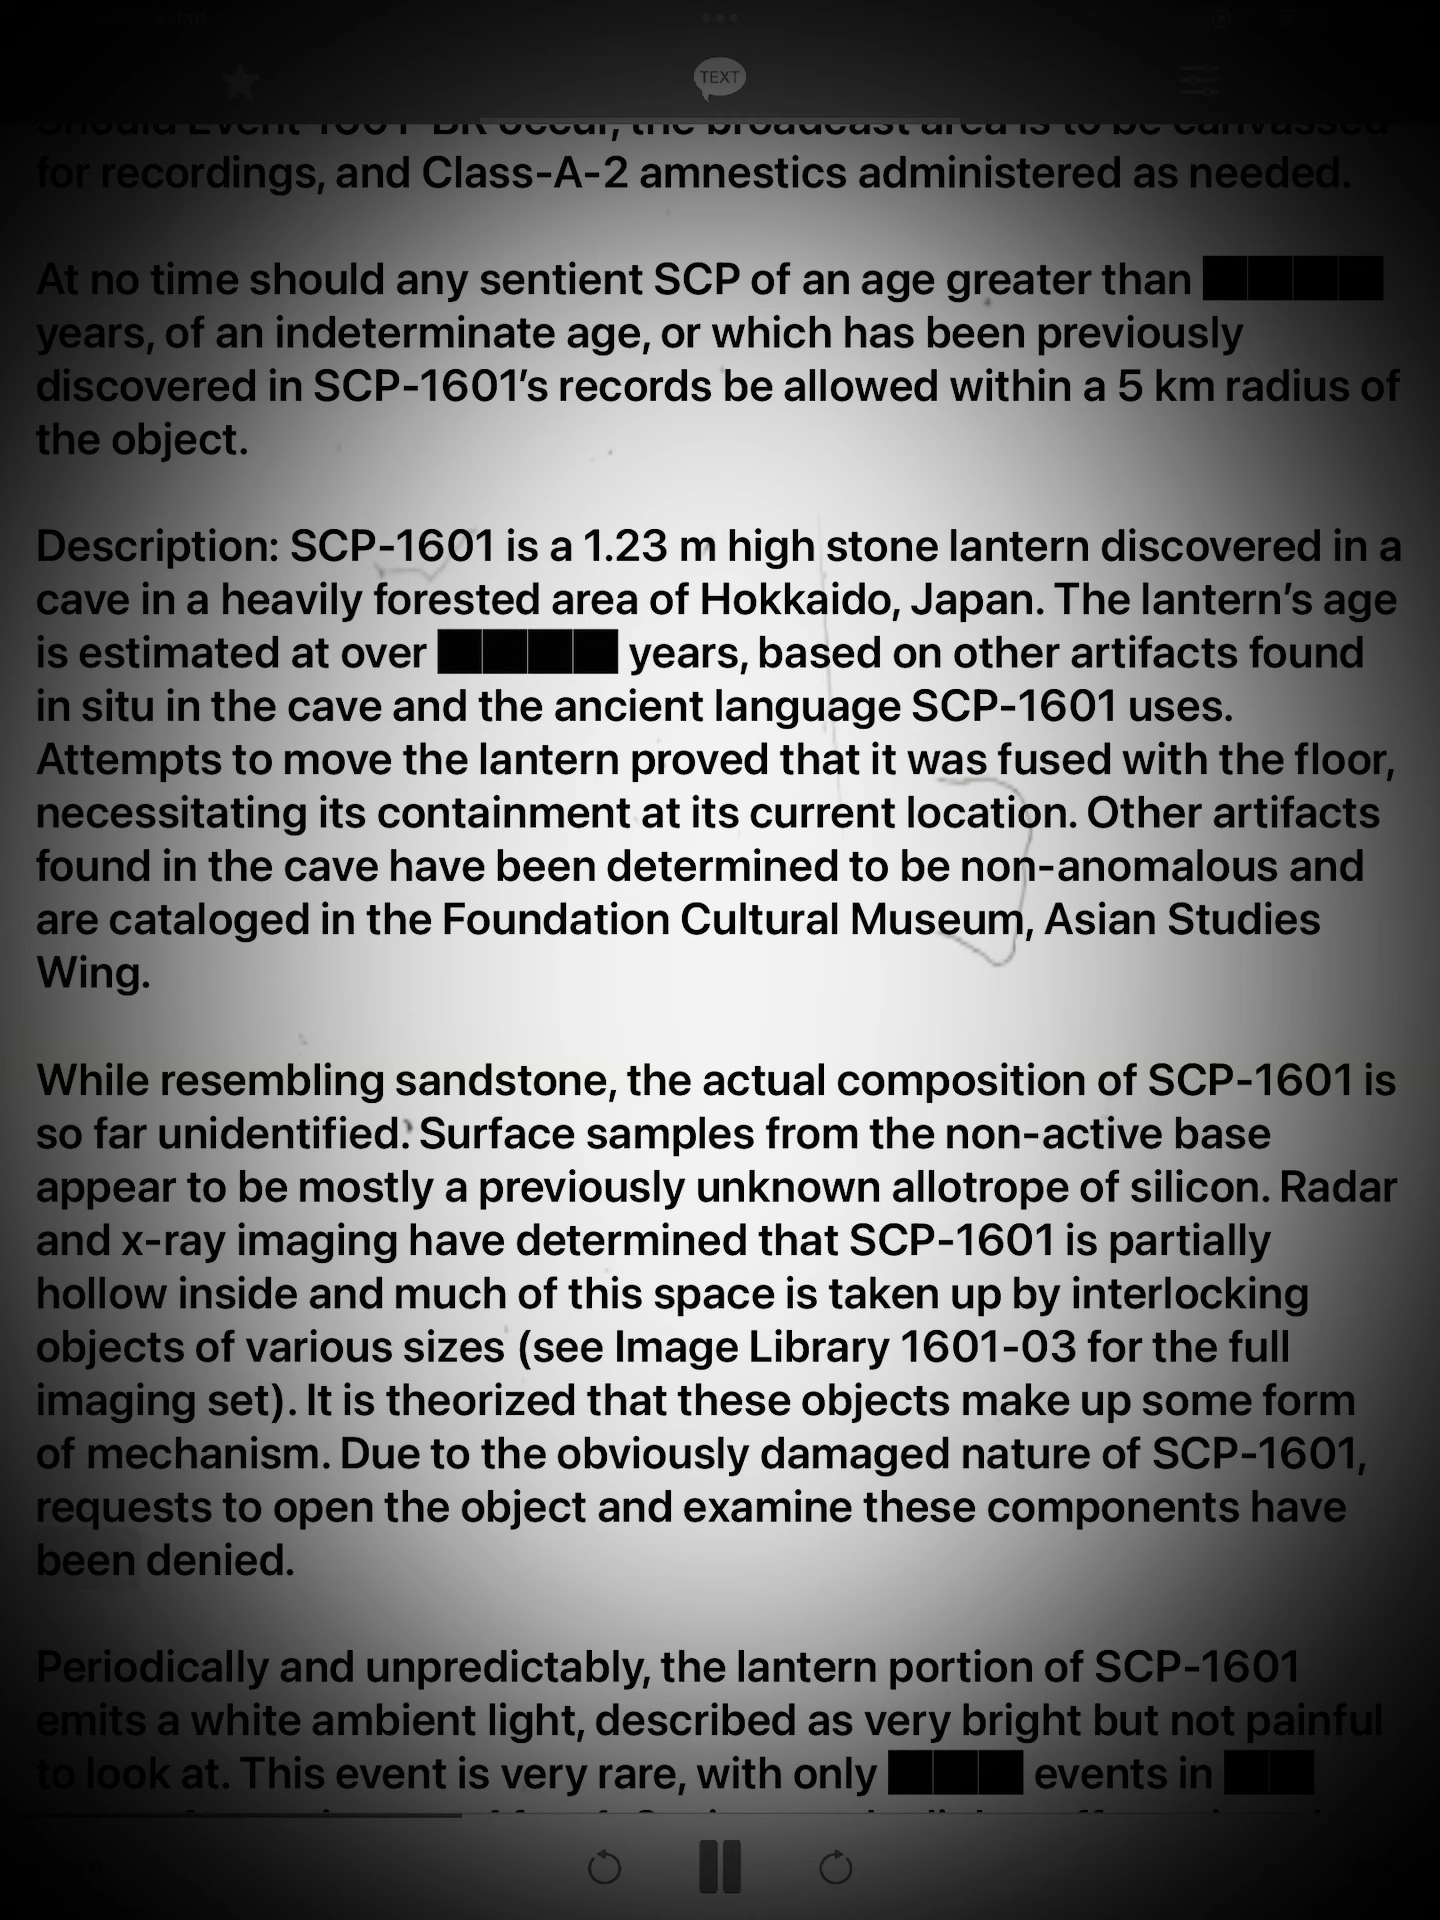 TEXT
Should Event 1601-BR occur, the broadcast area is to be canvassed
for recordings, and Class-A-2 amnestics administered as needed.
At no time should any sentient SCP of an age greater than ████
years, of an indeterminate age, or which has been previously
discovered in SCP-1601’s records be allowed within a 5 km radius of
the object.
Description: SCP-1601 is a 1.23 m high stone lantern discovered in a
cave in a heavily forested area of Hokkaido, Japan. The lantern’s age
is estimated at over ████ years, based on other artifacts found
in situ in the cave and the ancient language SCP-1601 uses.
Attempts to move the lantern proved that it was fused with the floor,
necessitating its containment at its current location. Other artifacts
found in the cave have been determined to be non-anomalous and
are cataloged in the Foundation Cultural Museum, Asian Studies
Wing.
While resembling sandstone, the actual composition of SCP-1601 is
so far unidentified. Surface samples from the non-active base
appear to be mostly a previously unknown allotrope of silicon. Radar
and x-ray imaging have determined that SCP-1601 is partially
hollow inside and much of this space is taken up by interlocking
objects of various sizes (see Image Library 1601-03 for the full
imaging set). It is theorized that these objects make up some form
of mechanism. Due to the obviously damaged nature of SCP-1601,
requests to open the object and examine these components have
been denied.
Periodically and unpredictably, the lantern portion of SCP-1601
emits a white ambient light, described as very bright but not painful
to look at. This event is very rare, with only ███ events in ██